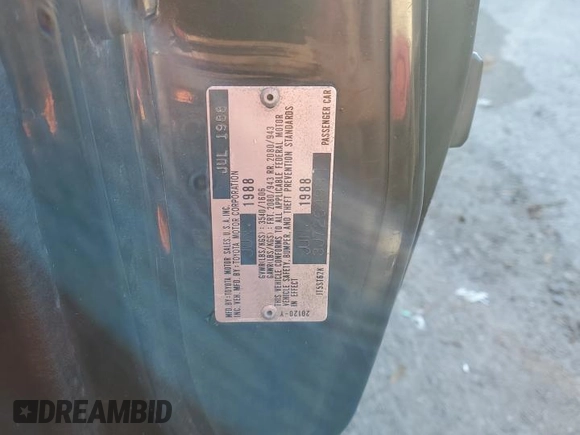 MFD.BY:TOYOTA MOTOR SALES,U.S.A.,INC.
INC. VEH. MFD.BY: TOYOTA MOTOR CORPORATION
JUL 1988
1988
GVWR(LBS/KGS): 3540/1606
GAWR(LBS/KGS): FRT 2080/943 RR 2080/943
THIS VEHICLE CONFORMS TO ALL APPLICABLE FEDERAL MOTOR
VEHICLE SAFETY, BUMPER, AND THEFT PREVENTION STANDARDS
IN EFFECT
1988
JT5ST67K
PASSENGER CAR
20120-Y
DREAMBID